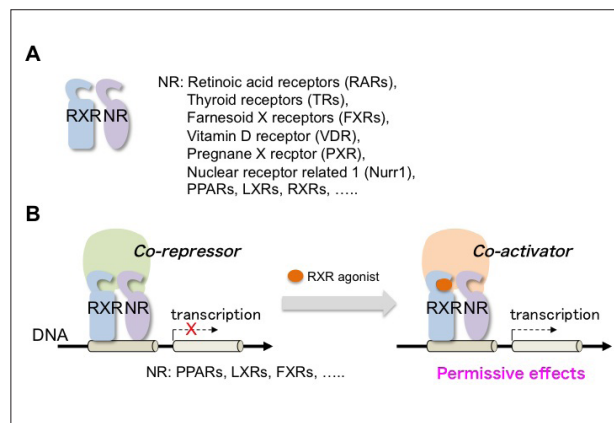 A
RXR NR
NR: Retinoic acid receptors (RARs),
Thyroid receptors (TRs),
Farnesoid X receptors (FXRs),
Vitamin D receptor (VDR),
Pregnane X recptor (PXR),
Nuclear receptor related 1 (Nurr1),
PPARs, LXRs, RXRs, .....
B
Co-repressor
RXR NR
DNA
transcription
X
NR: PPARs, LXRs, FXRs, .....
RXR agonist
Co-activator
RXR NR
transcription
Permissive effects